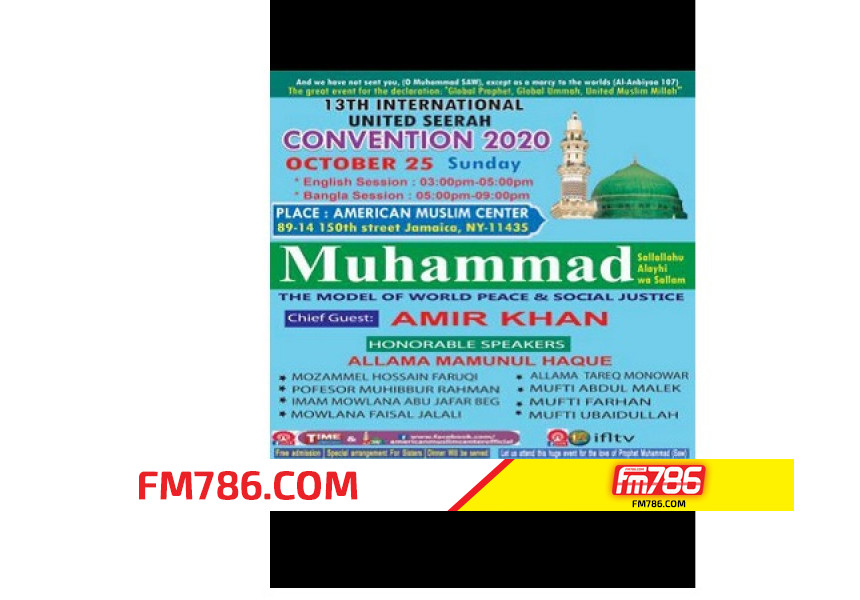 And we have not sent you, (O Muhammad SAW), except as a mercy to the worlds (Al-Anbiyaa 107)
The great event for the declaration: "Global Prophet, Global Ummah, United Muslim Millah"
13TH INTERNATIONAL
UNITED SEERAH
CONVENTION 2020
OCTOBER 25 Sunday
* English Session : 03:00pm-05:00pm
* Bangla Session : 05:00pm-09:00pm
PLACE : AMERICAN MUSLIM CENTER
89-14 150th street Jamaica, NY-11435
Muhammad
Sallallahu
Alayhi
wa Sallam
THE MODEL OF WORLD PEACE & SOCIAL JUSTICE
Chief Guest: AMIR KHAN
HONORABLE SPEAKERS
ALLAMA MAMUNUL HAQUE
* MOZAMMEL HOSSAIN FARUQI
* POFESOR MUHIBBUR RAHMAN
* IMAM MOWLANA ABU JAFAR BEG
* MOWLANA FAISAL JALALI
* ALLAMA TAREQ MONOWAR
* MUFTI ABDUL MALEK
* MUFTI FARHAN
* MUFTI UBAIDULLAH
TIME & www.facebook.com/
americanmuslimcenterofficial
ifltv
Free admission Special arrangement For Sisters Dinner Will be served Let us attend this huge event for the love of Prophet Muhammad (Saw)
FM786.COM
fm786
FM786.COM